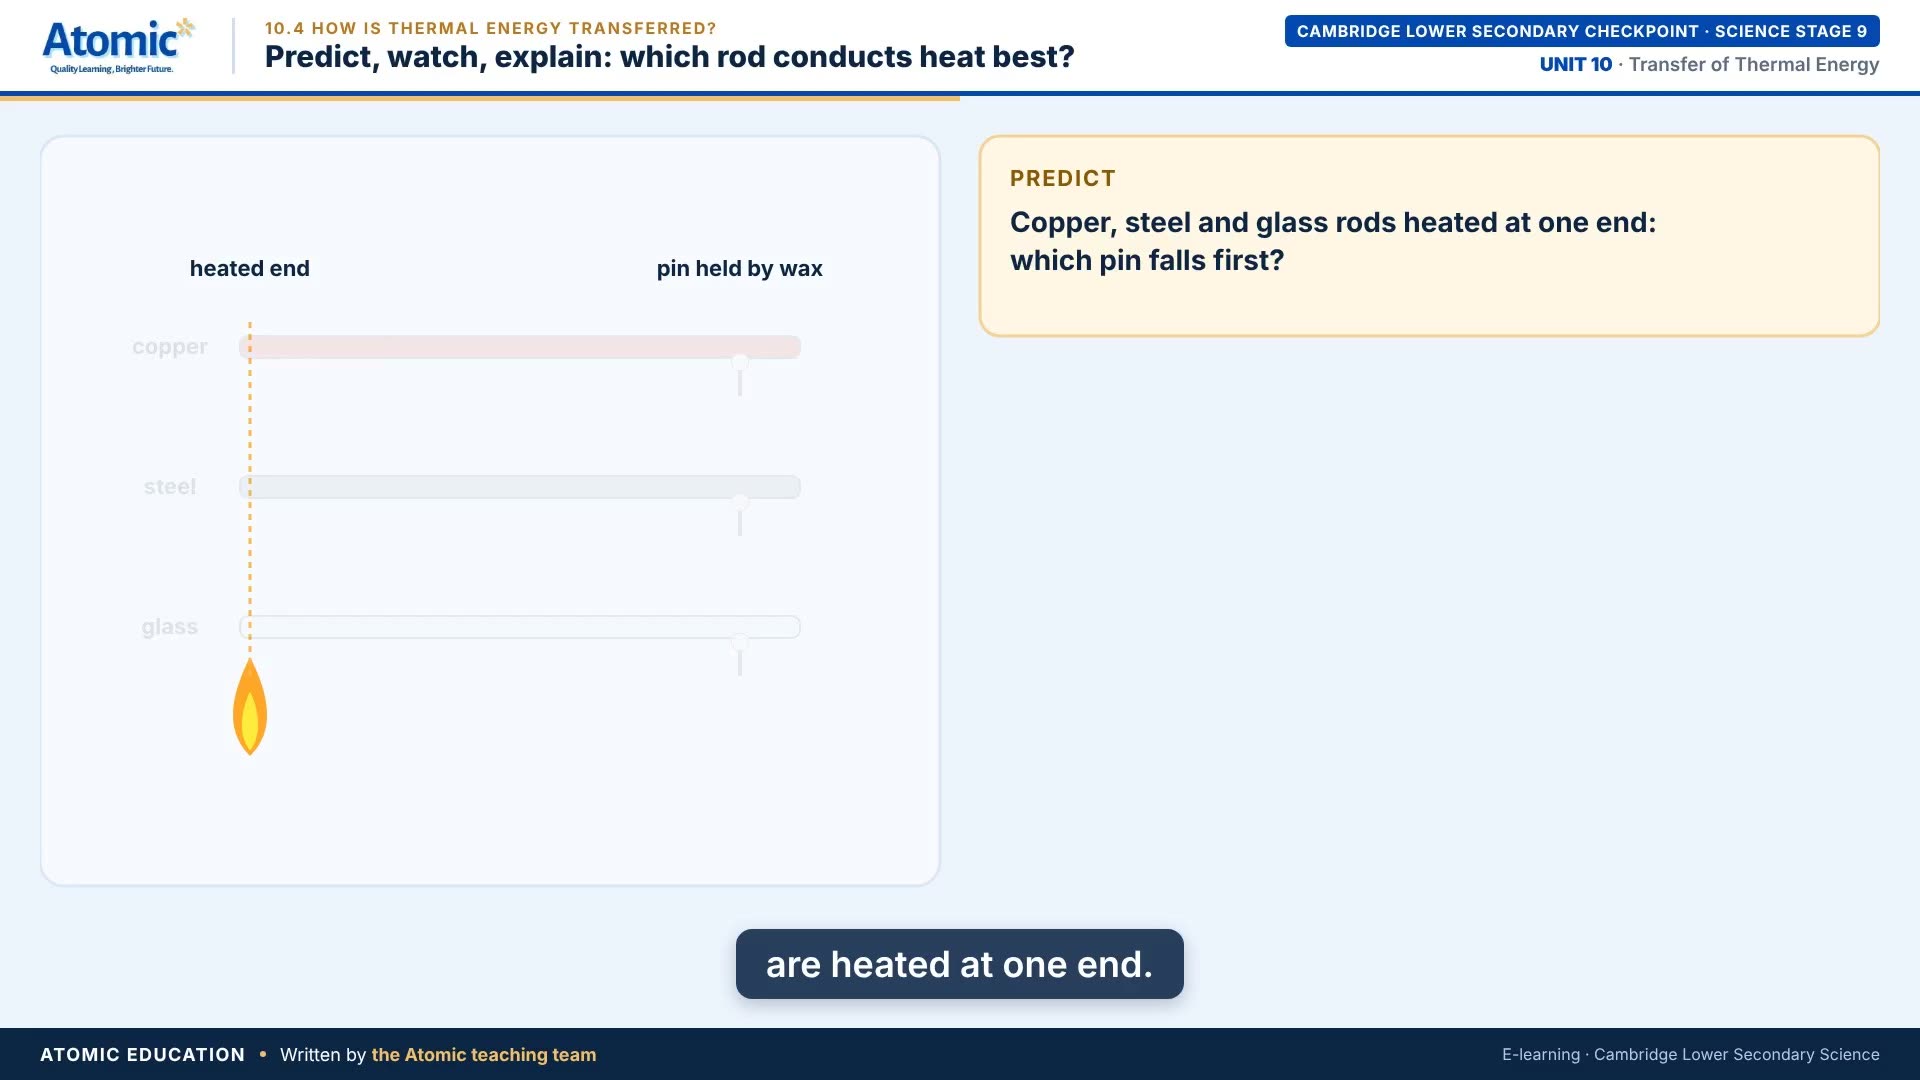 Atomic
Quality Learning, Brighter Future.
10.4 HOW IS THERMAL ENERGY TRANSFERRED?
Predict, watch, explain: which rod conducts heat best?
CAMBRIDGE LOWER SECONDARY CHECKPOINT · SCIENCE STAGE 9
UNIT 10 · Transfer of Thermal Energy
heated end
pin held by wax
copper
steel
glass
PREDICT
Copper, steel and glass rods heated at one end:
which pin falls first?
are heated at one end.
ATOMIC EDUCATION • Written by the Atomic teaching team
E-learning · Cambridge Lower Secondary Science